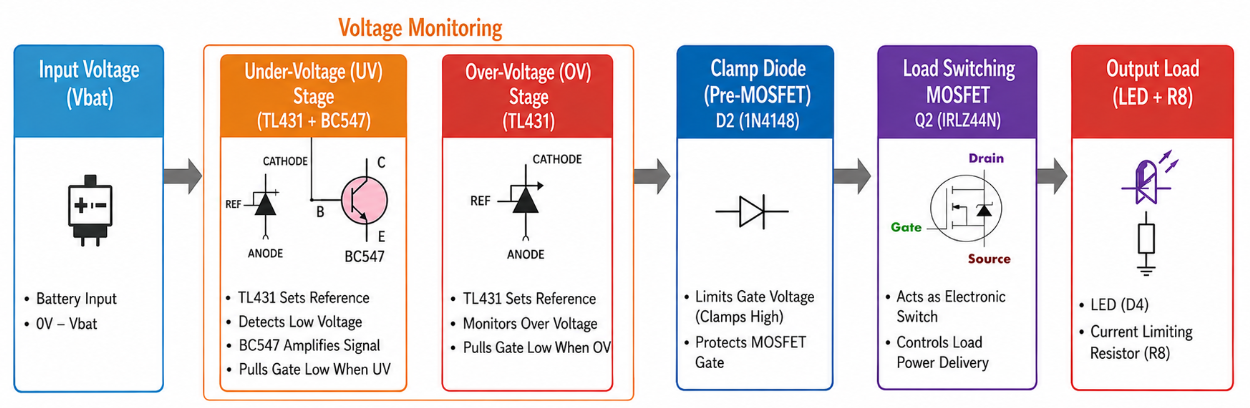 Voltage Monitoring
Input Voltage
(Vbat)
+ -
Battery Input
0V – Vbat
Under-Voltage (UV)
Stage
(TL431 + BC547)
CATHODE
REF
ANODE
C
B
E
BC547
TL431 Sets Reference
Detects Low Voltage
BC547 Amplifies Signal
Pulls Gate Low When UV
Over-Voltage (OV)
Stage
(TL431)
CATHODE
REF
ANODE
TL431 Sets Reference
Monitors Over Voltage
Pulls Gate Low When OV
Clamp Diode
(Pre-MOSFET)
D2 (1N4148)
Limits Gate Voltage
(Clamps High)
Protects MOSFET
Gate
Load Switching
MOSFET
Q2 (IRLZ44N)
Drain
Gate
Source
Acts as Electronic
Switch
Controls Load
Power Delivery
Output Load
(LED + R8)
LED (D4)
Current Limiting
Resistor (R8)